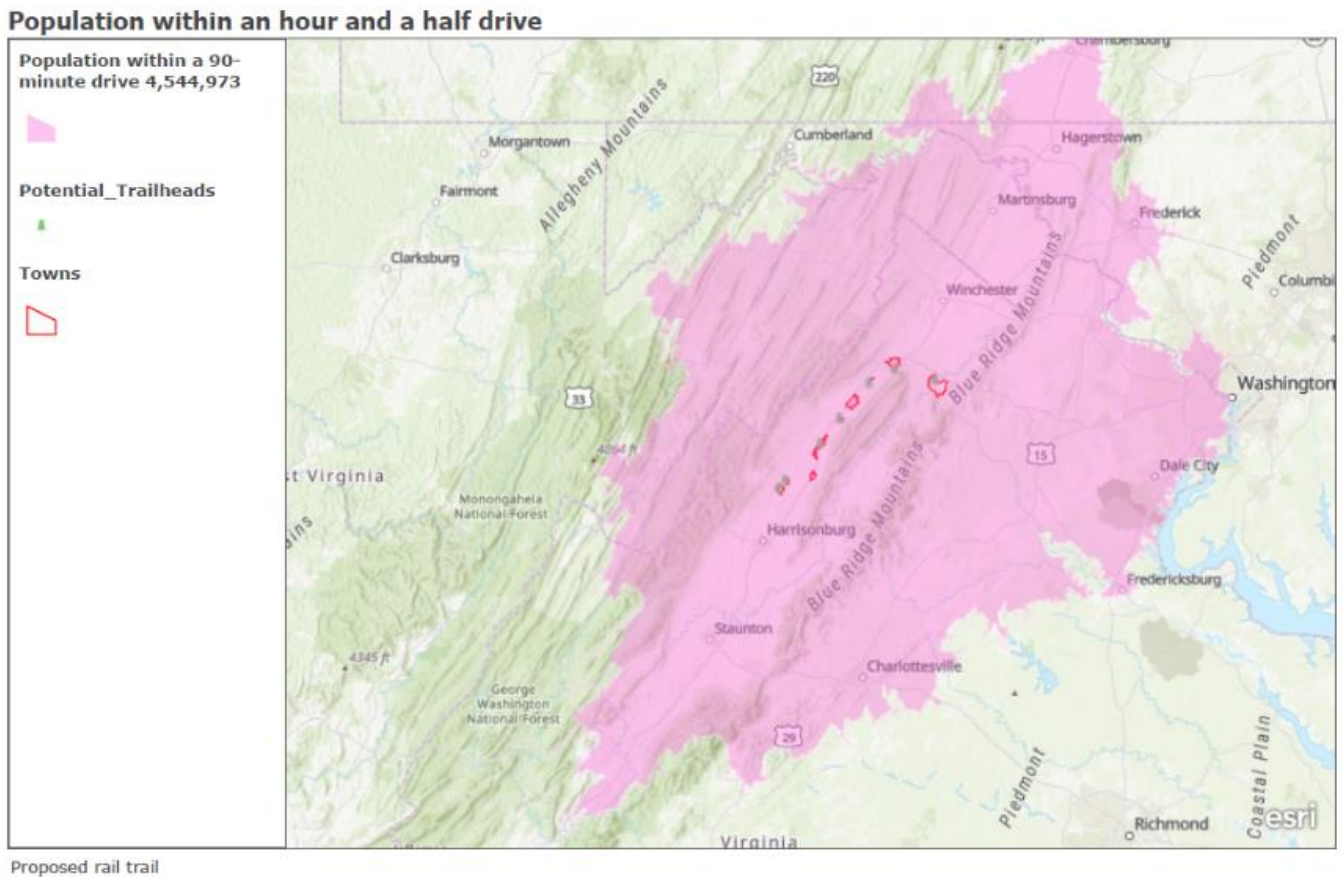 Population within an hour and a half drive
Population within a 90-
minute drive 4,544,973
Potential_Trailheads
Towns
Chambersburg
220
Allegheny Mountains
Morgantown
Cumberland
Hagerstown
Fairmont
Martinsburg
Frederick
Piedmont
Clarksburg
Columbi
Winchester
Blue Ridge Mountains
Washington
33
4864 ft
15
Dale City
st Virginia
Monongahela
National Forest
ains
Harrisonburg
Blue Ridge Mountains
Fredericksburg
Staunton
4345 ft
Charlottesville
George
Washington
National Forest
29
Piedmont
Coastal Plain
esri
Richmond
Virginia
Proposed rail trail